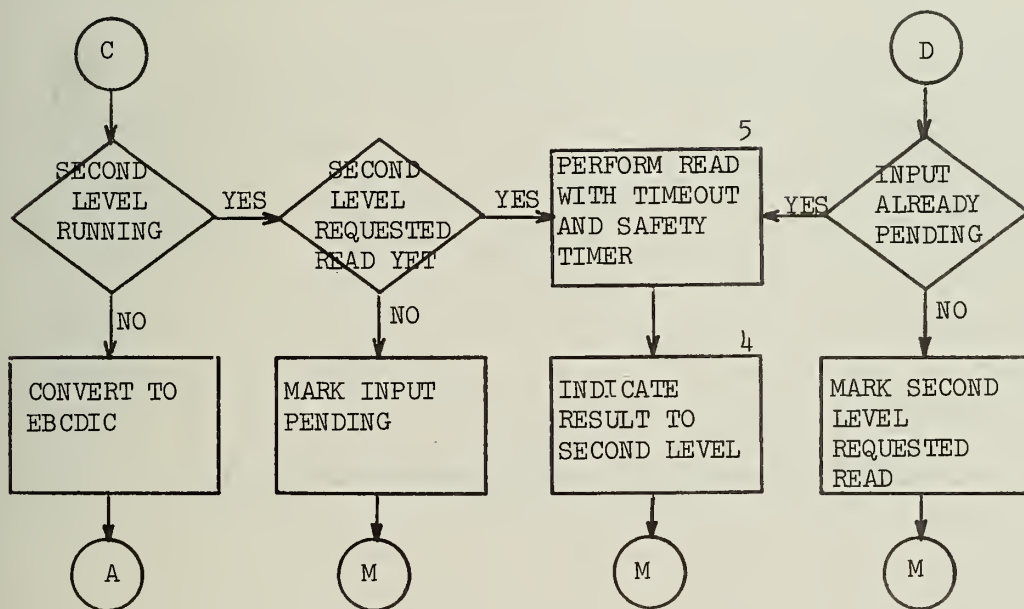 C
D
SECOND
LEVEL
RUNNING
YES
SECOND
LEVEL
REQUESTED
READ YET
YES
5
PERFORM READ
WITH TIMEOUT
AND SAFETY
TIMER
YES
INPUT
ALREADY
PENDING
NO
NO
NO
CONVERT TO
EBCDIC
MARK INPUT
PENDING
4
INDICATE
RESULT TO
SECOND LEVEL
MARK SECOND
LEVEL
REQUESTED
READ
A
M
M
M